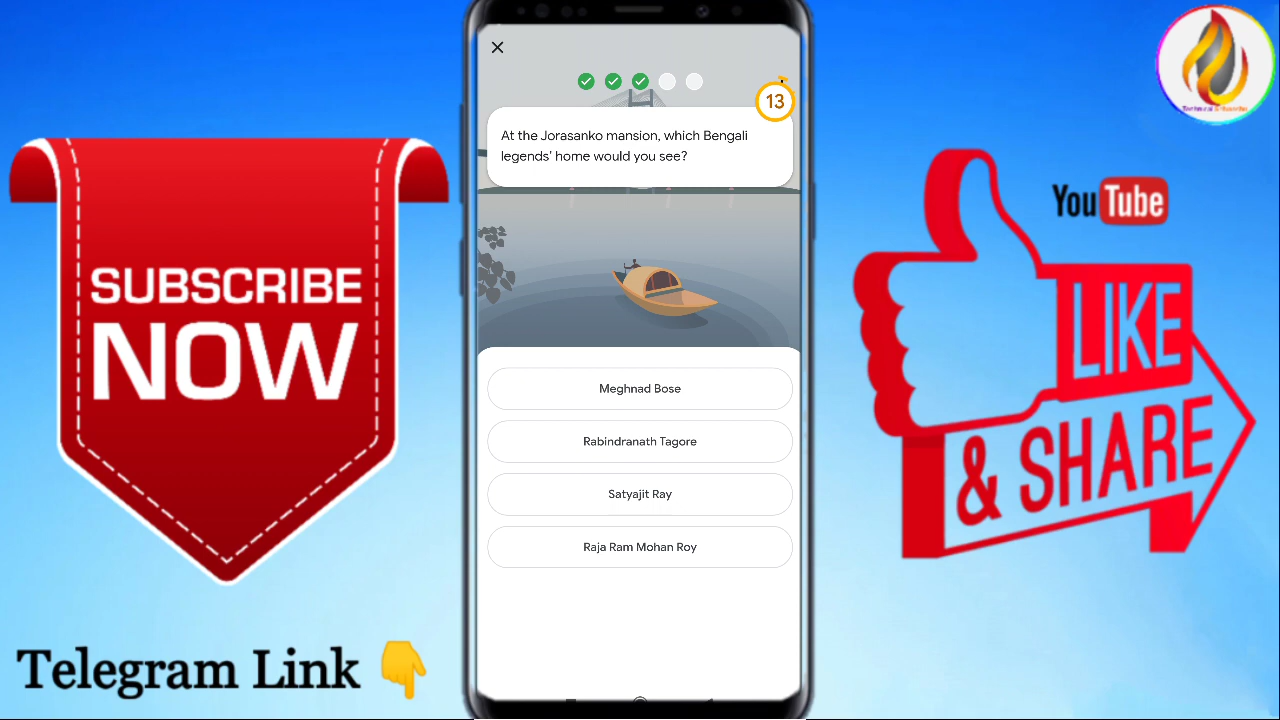 SUBSCRIBE
NOW
Telegram Link
13
At the Jorasanko mansion, which Bengali
legends' home would you see?
Meghnad Bose
Rabindranath Tagore
Satyajit Ray
Raja Ram Mohan Roy
YouTube
LIKE
& SHARE